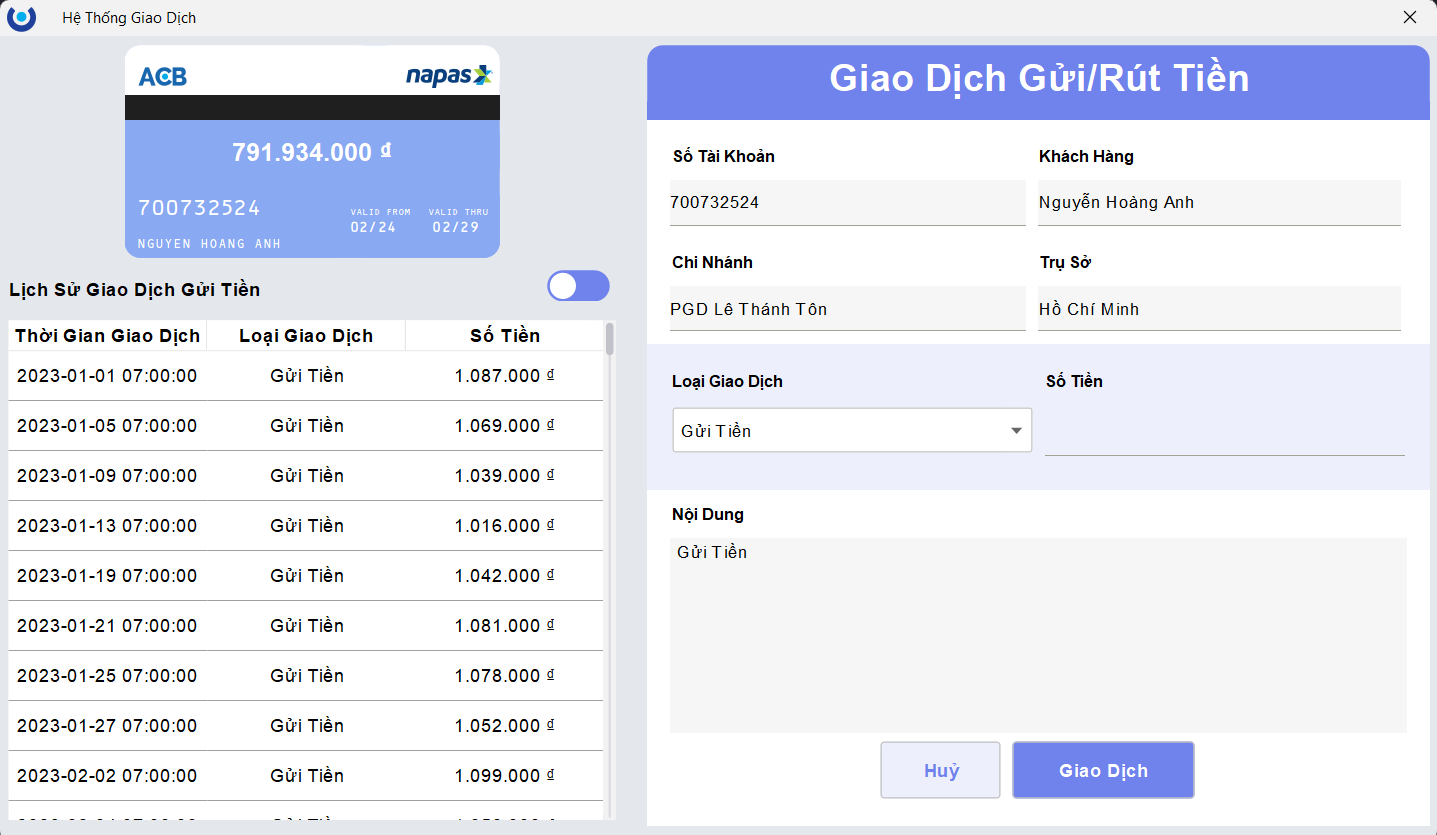 Hệ Thống Giao Dịch
ACB
napas
791.934.000 ₫
700732524
VALID FROM VALID THRU
02/24 02/29
NGUYEN HOANG ANH
Lịch Sử Giao Dịch Gửi Tiền
Thời Gian Giao Dịch Loại Giao Dịch Số Tiền
2023-01-01 07:00:00 Gửi Tiền 1.087.000 ₫
2023-01-05 07:00:00 Gửi Tiền 1.069.000 ₫
2023-01-09 07:00:00 Gửi Tiền 1.039.000 ₫
2023-01-13 07:00:00 Gửi Tiền 1.016.000 ₫
2023-01-19 07:00:00 Gửi Tiền 1.042.000 ₫
2023-01-21 07:00:00 Gửi Tiền 1.081.000 ₫
2023-01-25 07:00:00 Gửi Tiền 1.078.000 ₫
2023-01-27 07:00:00 Gửi Tiền 1.052.000 ₫
2023-02-02 07:00:00 Gửi Tiền 1.099.000 ₫
Giao Dịch Gửi/Rút Tiền
Số Tài Khoản Khách Hàng
700732524 Nguyễn Hoàng Anh
Chi Nhánh Trụ Sở
PGD Lê Thánh Tôn Hồ Chí Minh
Loại Giao Dịch Số Tiền
Gửi Tiền
Nội Dung
Gửi Tiền
Huỷ Giao Dịch